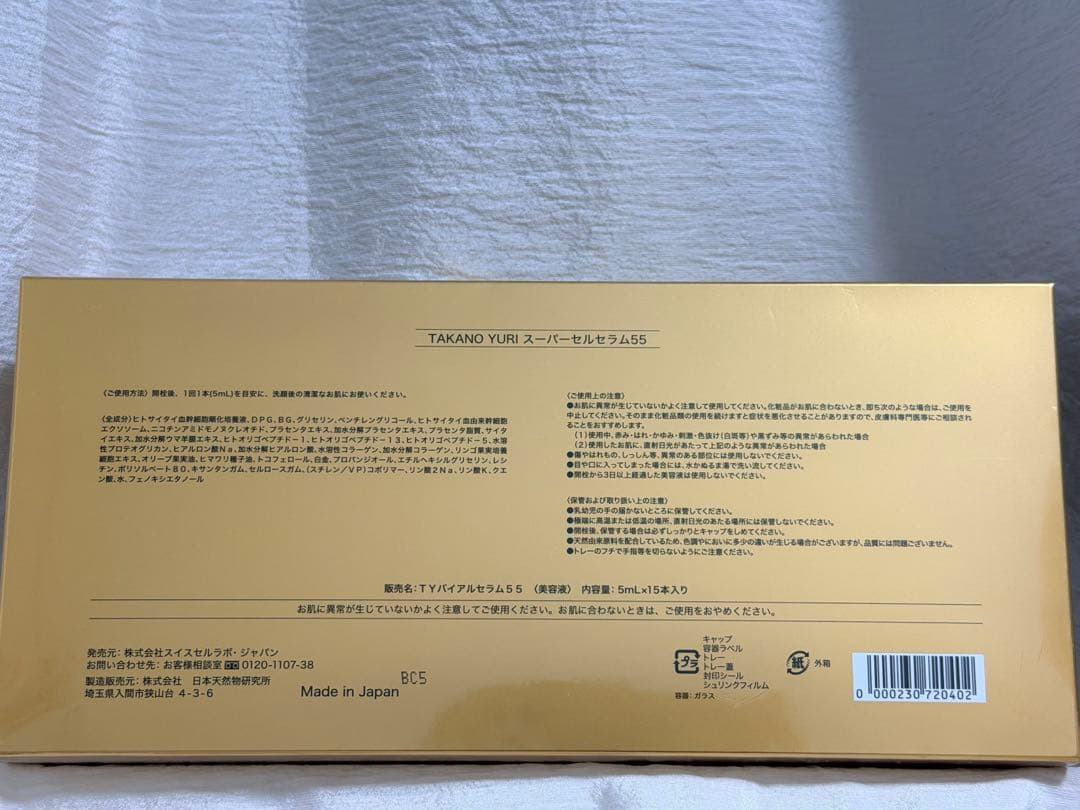 TAKANO YURI スーパーセルセラム55
〈ご使用方法〉開栓後、1回1本(5mL)を目安に、洗顔後の清潔なお肌にお使いください。
〈全成分〉ヒトサイタイ血幹細胞順化培養液、DPG、BG、グリセリン、ペンチレングリコール、ヒトサイタイ血由来幹細胞
エクソソーム、ニコチンアミドモノヌクレオチド、プラセンタエキス、加水分解プラセンタエキス、プラセンタ脂質、サイタ
イエキス、加水分解ウマ羊膜エキス、ヒトオリゴペプチド-1、ヒトオリゴペプチド-13、ヒトオリゴペプチド-5、水溶
性プロテオグリカン、ヒアルロン酸Na、加水分解ヒアルロン酸、水溶性コラーゲン、加水分解コラーゲン、リンゴ果実培養
細胞エキス、オリーブ果実油、ヒマワリ種子油、トコフェロール、白金、プロパンジオール、エチルヘキシルグリセリン、レシ
チン、ポリソルベート80、キサンタンガム、セルロースガム、(スチレン/VP)コポリマー、リン酸2Na、リン酸K、クエ
ン酸、水、フェノキシエタノール
〈ご使用上の注意〉
●お肌に異常が生じていないかよく注意して使用してください。化粧品がお肌に合わないとき、即ち次のような場合は、ご使用を
中止してください。そのまま化粧品類の使用を続けますと症状を悪化させることがありますので、皮膚科専門医等にご相談され
ることをおすすめします。
(1)使用中、赤み・はれ・かゆみ・刺激・色抜け(白斑等)や黒ずみ等の異常があらわれた場合
(2)使用したお肌に、直射日光があたって上記のような異常があらわれた場合
●傷やはれもの、しっしん等、異常のある部位には使用しないでください。
●目や口に入ってしまった場合には、水かぬるま湯で洗い流してください。
●開栓から3日以上経過した美容液は使用しないでください。
〈保管および取り扱い上の注意〉
●乳幼児の手の届かないところに保管してください。
●極端に高温または低温の場所、直射日光のあたる場所には保管しないでください。
●開栓後、保管する場合は必ずしっかりとキャップをしめてください。
●天然由来原料を配合しているため、色調やにおいに多少の違いが生じる場合がございますが、品質には問題ございません。
●トレーのフチで手指等を切らないようにご注意ください。
販売名:TYバイアルセラム55 〈美容液〉 内容量:5mL×15本入り
お肌に異常が生じていないかよく注意してご使用ください。お肌に合わないときは、ご使用をおやめください。
発売元:株式会社スイスセルラボ・ジャパン
お問い合わせ先:お客様相談室 0120-1107-38
製造販売元:株式会社 日本天然物研究所
埼玉県入間市狭山台 4-3-6
Made in Japan
BC5
プラ
キャップ
容器ラベル
トレー
トレー蓋
封印シール
シュリンクフィルム
容器:ガラス
紙
外箱
0 000230 720402